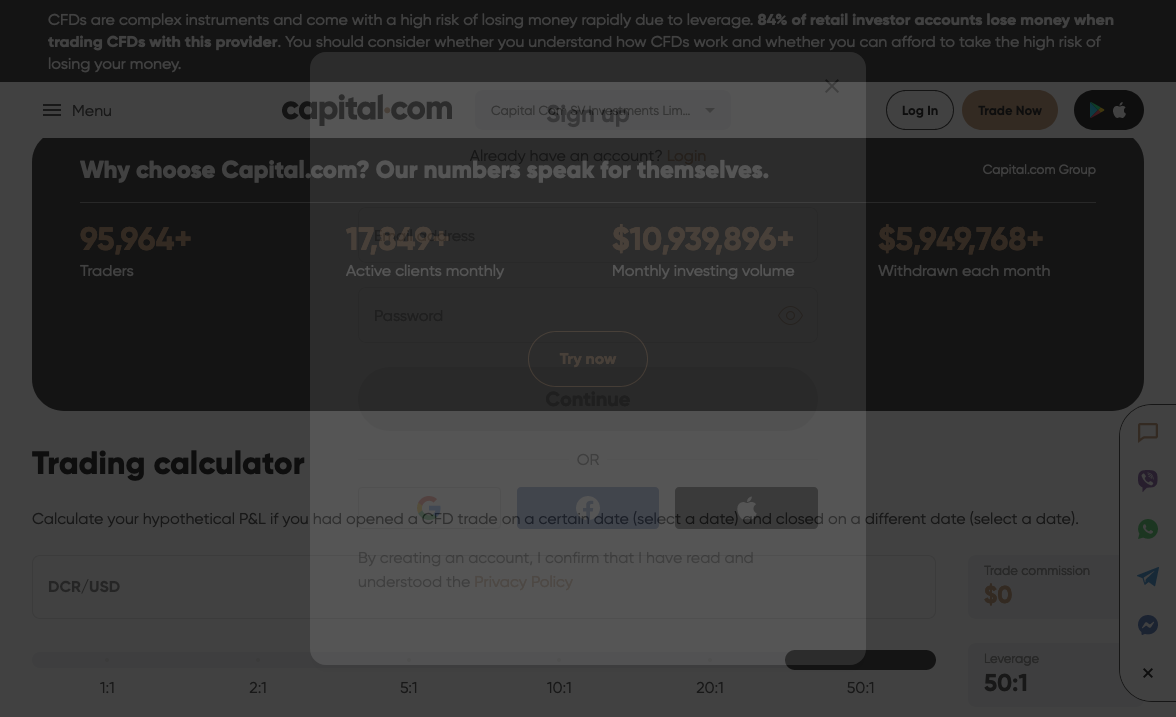 CFDs are complex instruments and come with a high risk of losing money rapidly due to leverage. 84% of retail investor accounts lose money when
trading CFDs with this provider. You should consider whether you understand how CFDs work and whether you can afford to take the high risk of
losing your money.
Menu
capital.com
Capital Com SV Investments Lim...
Log In
Trade Now
Sign up
Already have an account? Login
Why choose Capital.com? Our numbers speak for themselves.
Capital.com Group
95,964+
17,849+
$10,939,896+
$5,949,768+
Email address
Traders
Active clients monthly
Monthly investing volume
Withdrawn each month
Password
Try now
Continue
OR
Trading calculator
Calculate your hypothetical P&L if you had opened a CFD trade on a certain date (select a date) and closed on a different date (select a date).
By creating an account, I confirm that I have read and
understood the Privacy Policy
DCR/USD
Trade commission
$0
Leverage
50:1
1:1
2:1
5:1
10:1
20:1
50:1